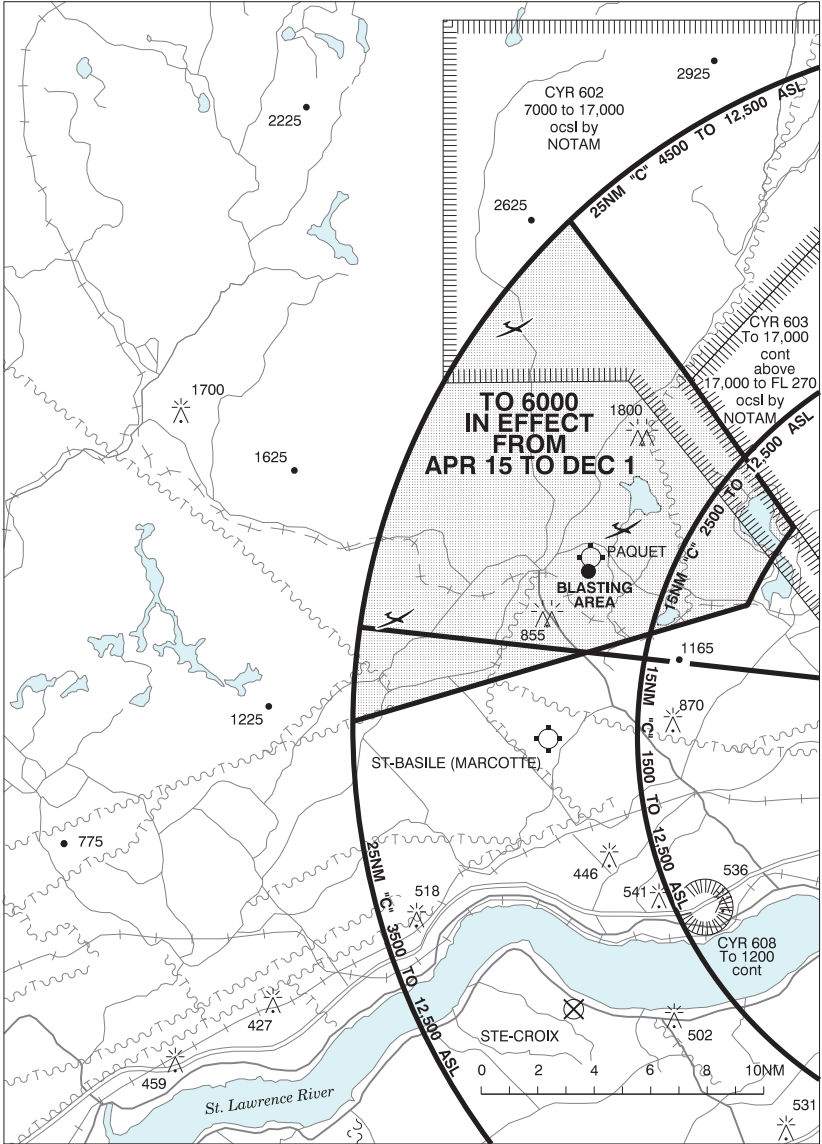 2925
CYR 602
7000 to 17,000
ocsl by
NOTAM
2225
25NM "C" 4500 TO 12,500 ASL
2625
CYR 603
To 17,000
cont
above
17,000 to FL 270
ocsl by
NOTAM
1700
TO 6000
IN EFFECT
FROM
APR 15 TO DEC 1
1800
1625
15NM "C" 2500 TO 12,500 ASL
PAQUET
BLASTING
AREA
855
1165
1225
870
ST-BASILE (MARCOTTE)
15NM "C" 1500 TO 12,500 ASL
775
25NM "C" 3500 TO 12,500 ASL
446
518
541
536
CYR 608
To 1200
cont
427
STE-CROIX
502
459
0 2 4 6 8 10NM
St. Lawrence River
531